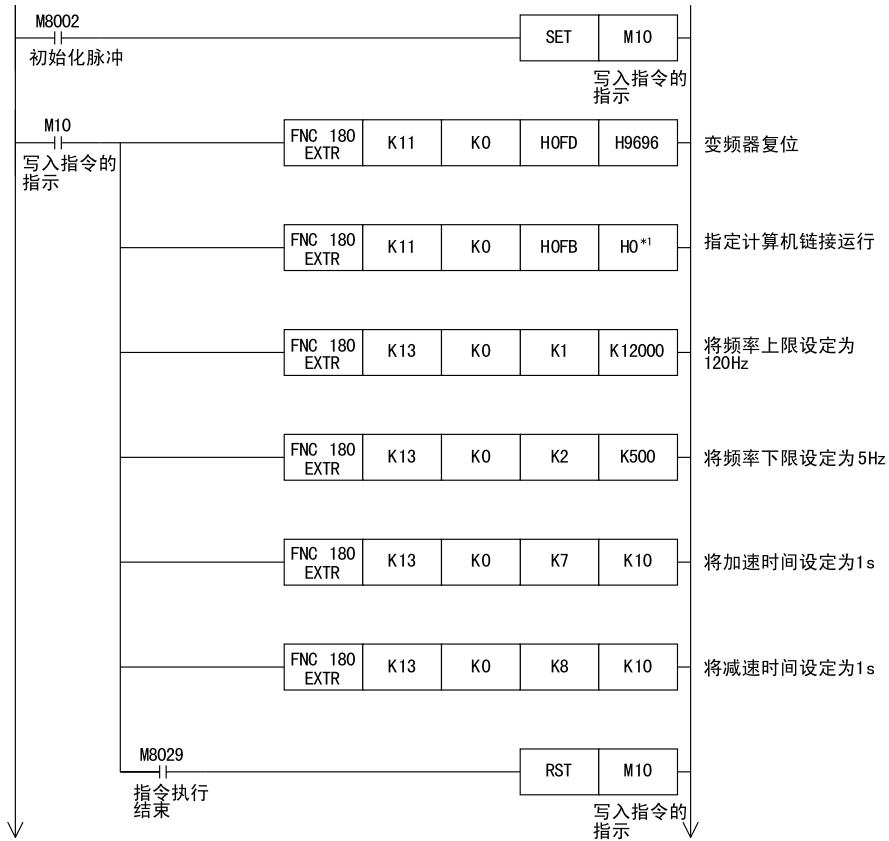 M8002
SET M10
初始化脉冲
写入指令的
指示
M10
FNC 180
EXTR K11 K0 H0FD H9696 变频器复位
写入指令的
指示
FNC 180
EXTR K11 K0 H0FB H0*1 指定计算机链接运行
FNC 180
EXTR K13 K0 K1 K12000 将频率上限设定为
120Hz
FNC 180
EXTR K13 K0 K2 K500 将频率下限设定为5Hz
FNC 180
EXTR K13 K0 K7 K10 将加速时间设定为1s
FNC 180
EXTR K13 K0 K8 K10 将减速时间设定为1s
M8029
RST M10
指令执行
结束
写入指令的
指示